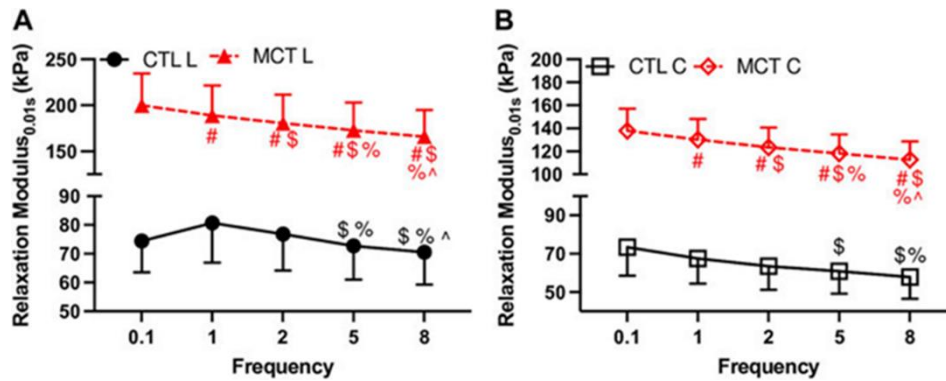 A
B
CTL L MCT L
CTL C MCT C
Relaxation Modulus0.01s (kPa)
250
200
150
# # $ # $ % # $
% ^
90
80
70
60
50
$ % $ % ^
0.1 1 2 5 8
Frequency
Relaxation Modulus0.01s (kPa)
200
180
160
140
120
100
# # $ # $ % # $
% ^
90
70
50
$ $ %
0.1 1 2 5 8
Frequency